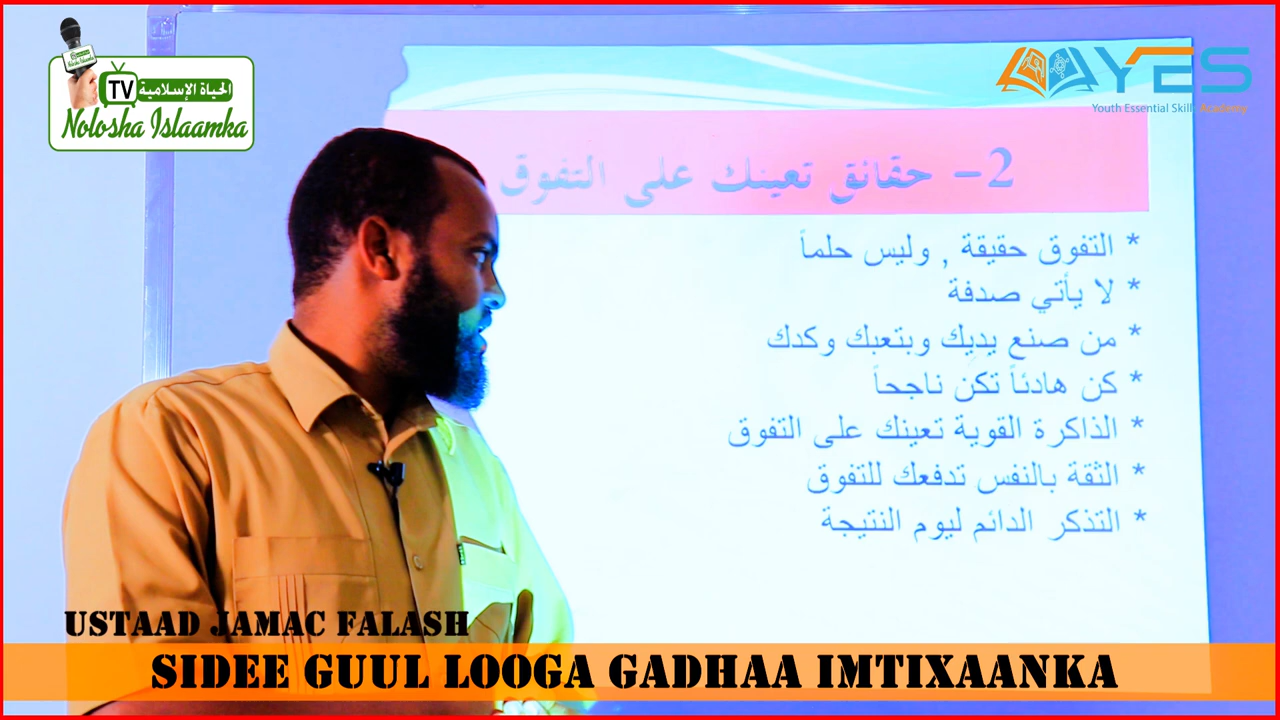 TV الحياة الإسلامية
Nolosha Islaamka
YES
Youth Essential Skills Academy
2- حقائق تعينك على التفوق
* التفوق حقيقة , وليس حلماً
* لا يأتي صدفة
* من صنع يديك وبتعبك وكدك
* كن هادئاً تكن ناجحاً
* الذاكرة القوية تعينك على التفوق
* الثقة بالنفس تدفعك للتفوق
* التذكر الدائم ليوم النتيجة
USTAAD JAMAC FALASH
SIDEE GUUL LOOGA GADHAA IMTIXAANKA